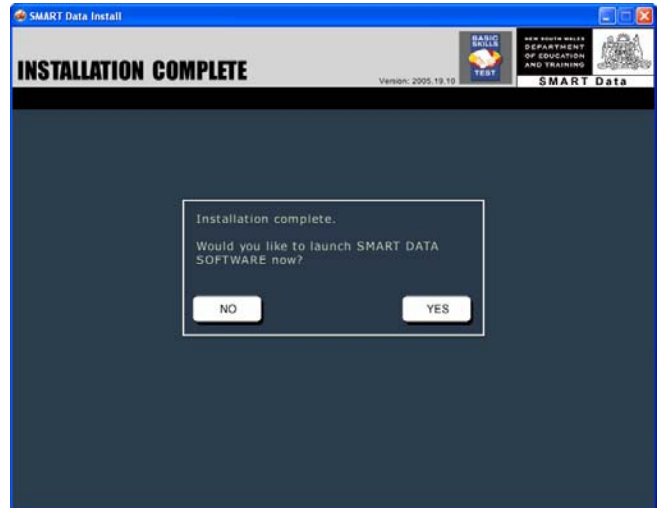 SMART Data Install
BASIC
SKILLS
TEST
NEW SOUTH WALES
DEPARTMENT
OF EDUCATION
AND TRAINING
INSTALLATION COMPLETE
Version: 2005.19.10
SMART Data
Installation complete.
Would you like to launch SMART DATA
SOFTWARE now?
NO
YES